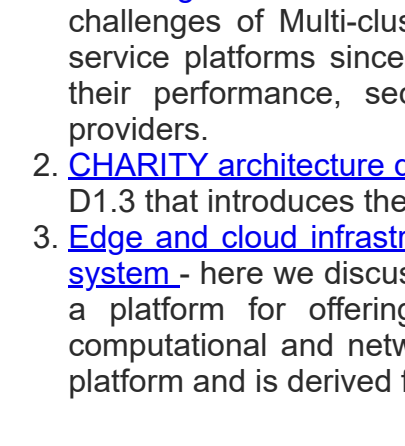 challenges of Multi-clus
service platforms since
their performance, sec
providers.
2. CHARITY architecture
D1.3 that introduces the
3. Edge and cloud infrastr
system - here we discus
a platform for offering
computational and netw
platform and is derived